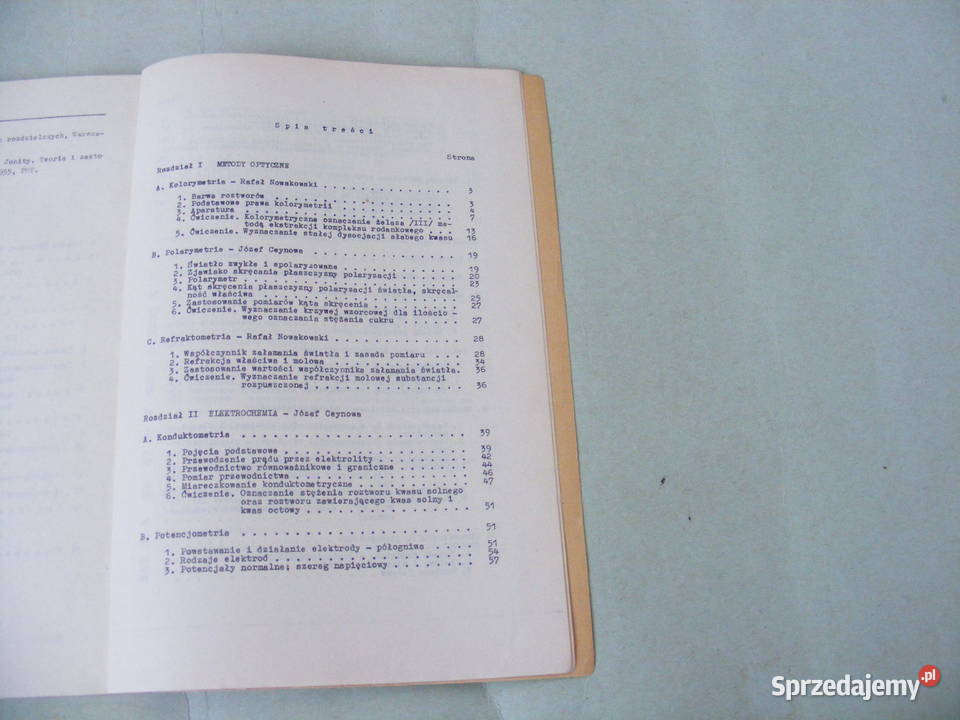 rozdzielczych, Warsza-
Jonity. Teoria i zasto
955, PWT.
Spis treści
Strona
Rozdział I METODY OPTYCZNE
A. Kolorymetria - Rafał Nowakowski . . . . . . . . . . . . . 3
1. Barwa roztworów . . . . . . . . . . . . . . . . . . 3
2. Podstawowe prawa kolorymetrii . . . . . . . . . . . 4
3. Aparatura . . . . . . . . . . . . . . . . . . . . . 7
4. Ćwiczenie. Kolorymetryczne oznaczanie żelaza /III/ me-
todą ekstrakcji kompleksu rodankowego . . . 13
5. Ćwiczenie. Wyznaczanie stałej dysocjacji słabego kwasu 16
B. Polarymetria - Józef Ceynowa . . . . . . . . . . . . . . 19
1. Światło zwykłe i spolaryzowane . . . . . . . . . . . 19
2. Zjawisko skręcania płaszczyzny polaryzacji . . . . . 20
3. Polarymetr . . . . . . . . . . . . . . . . . . . . . 23
4. Kąt skręcenia płaszczyzny polaryzacji światła, skręcal-
ność właściwa . . . . . . . . . . . . . . . . . . 25
5. Zastosowanie pomiarów kąta skręcenia . . . . . . . . 27
6. Ćwiczenie. Wyznaczanie krzywej wzorcowej dla ilościo-
wego oznaczania stężenia cukru . . . . . . 27
C. Refraktometria - Rafał Nowakowski . . . . . . . . . . . . 28
1. Współczynnik załamania światła i zasada pomiaru . . . 28
2. Refrakcja właściwa i molowa . . . . . . . . . . . . . 34
3. Zastosowanie wartości współczynnika załamania światła. 36
4. Ćwiczenie. Wyznaczanie refrakcji molowej substancji
rozpuszczonej . . . . . . . . . . . . . . . 36
Rozdział II ELEKTROCHEMIA - Józef Ceynowa
A. Konduktometria . . . . . . . . . . . . . . . . . . . . . 39
1. Pojęcia podstawowe . . . . . . . . . . . . . . . . . 39
2. Przewodzenie prądu przez elektrolity . . . . . . . . 42
3. Przewodnictwo równoważnikowe i graniczne . . . . . . 44
4. Pomiar przewodnictwa . . . . . . . . . . . . . . . . 46
5. Miareczkowanie konduktometryczne . . . . . . . . . . 47
6. Ćwiczenie. Oznaczanie stężenia roztworu kwasu solnego
oraz roztworu zawierającego kwas solny i
kwas octowy . . . . . . . . . . . . . . . . 51
B. Potencjometria . . . . . . . . . . . . . . . . . . . . . 51
1. Powstawanie i działanie elektrody - półogniwa . . . . 51
2. Rodzaje elektrod . . . . . . . . . . . . . . . . . . 54
3. Potencjały normalne; szereg napięciowy . . . . . . . . 57
Sprzedajemy.pl